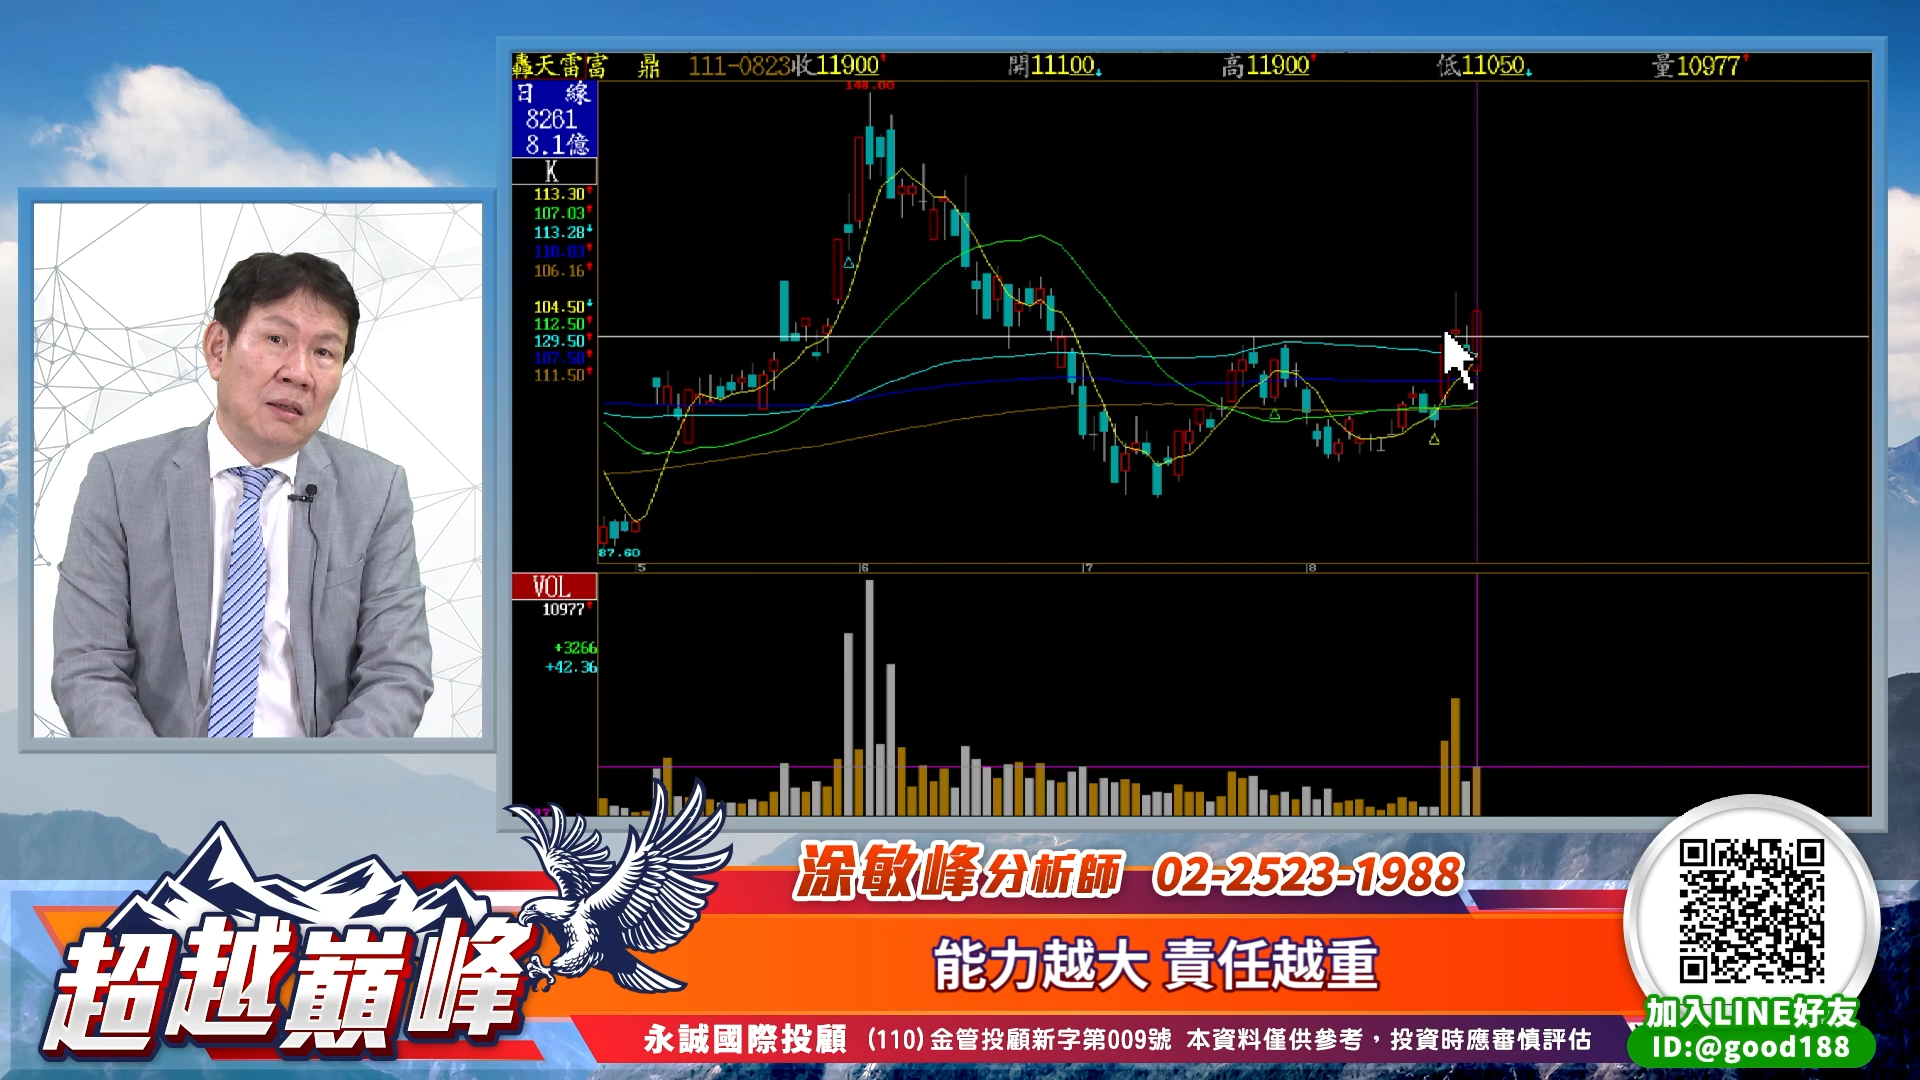 轟天雷富 鼎 111-0823收11900 開11100 高11900 低11050 量10977
日 線
8261
8.1億
K
113.30
107.03
113.28
110.03
106.16
104.50
112.50
129.50
107.50
111.50
148.00
87.60
5 6 7 8
VOL
10977
+3266
+42.36
涂敏峰分析師 02-2523-1988
超越巔峰
能力越大 責任越重
永誠國際投顧 (110)金管投顧新字第009號 本資料僅供參考,投資時應審慎評估
加入LINE好友
ID:@good188